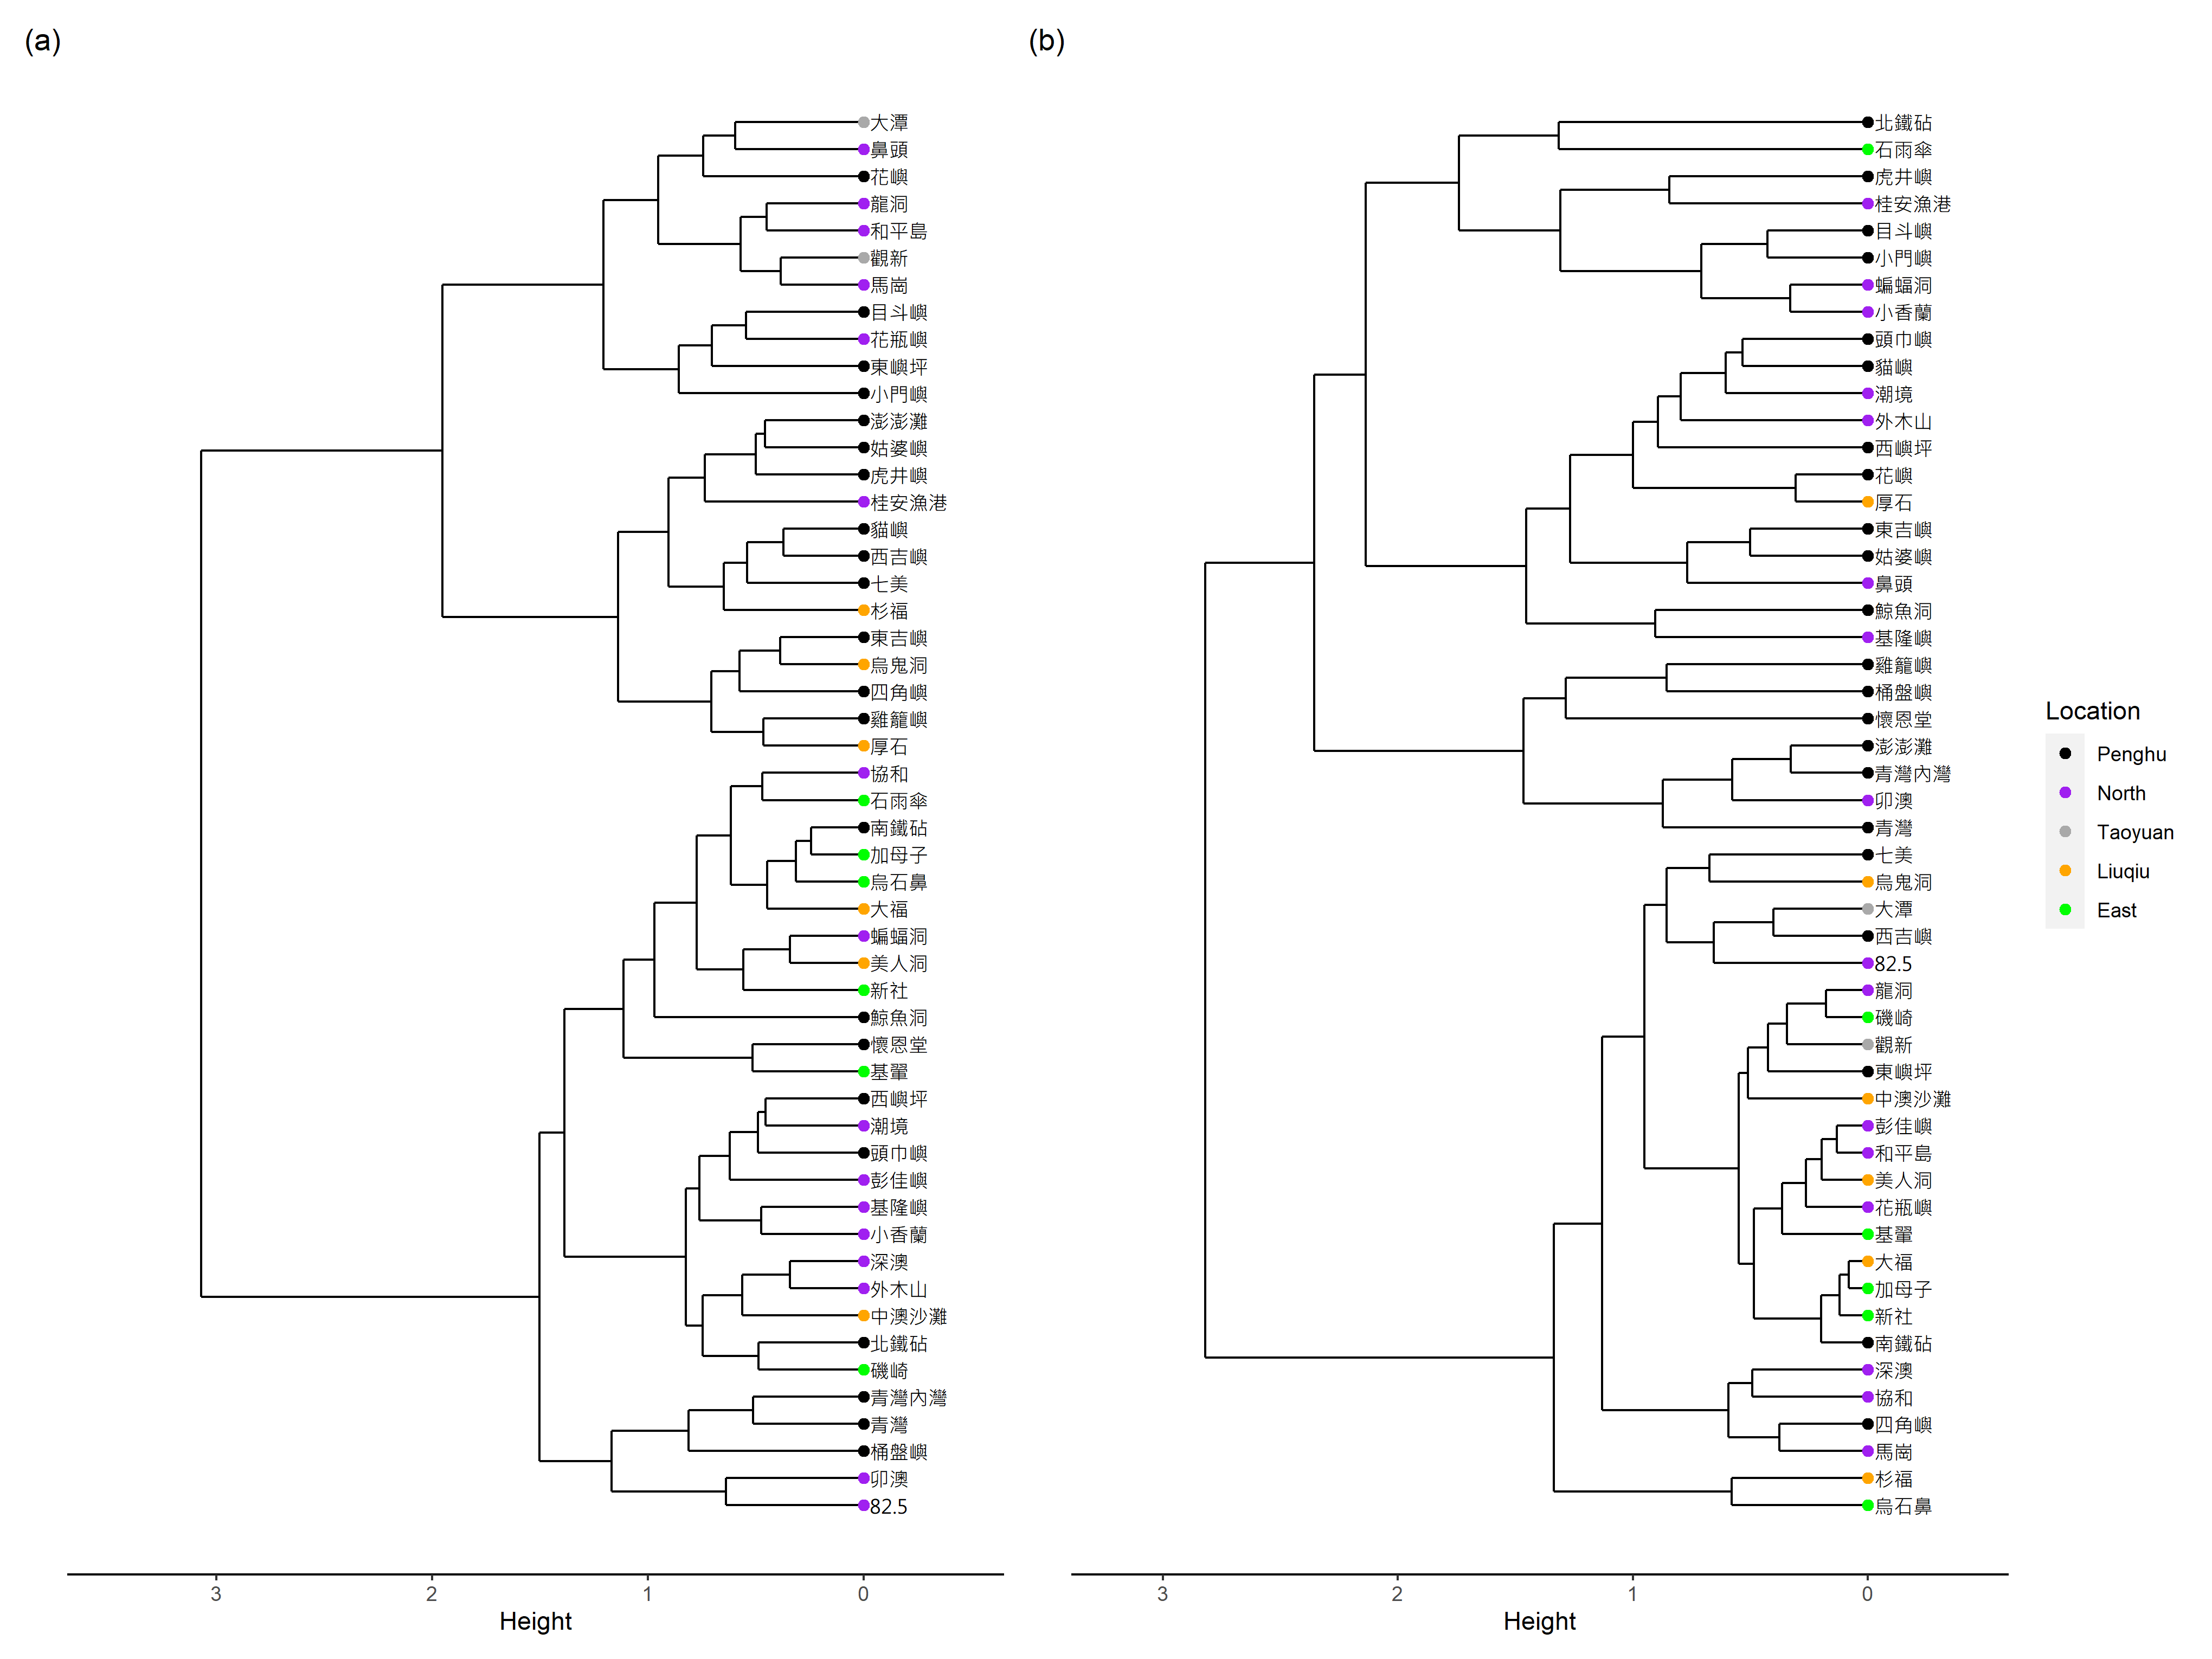 (a)
大潭
鼻頭
花嶼
龍洞
和平島
觀新
馬崗
目斗嶼
花瓶嶼
東嶼坪
小門嶼
澎澎灘
姑婆嶼
虎井嶼
桂安漁港
貓嶼
西吉嶼
七美
杉福
東吉嶼
烏鬼洞
四角嶼
雞籠嶼
厚石
協和
石雨傘
南鐵砧
加母子
烏石鼻
大福
蝙蝠洞
美人洞
新社
鯨魚洞
懷恩堂
基翬
西嶼坪
潮境
頭巾嶼
彭佳嶼
基隆嶼
小香蘭
深澳
外木山
中澳沙灘
北鐵砧
磯崎
青灣內灣
青灣
桶盤嶼
卯澳
82.5
3 2 1 0
Height
(b)
北鐵砧
石雨傘
虎井嶼
桂安漁港
目斗嶼
小門嶼
蝙蝠洞
小香蘭
頭巾嶼
貓嶼
潮境
外木山
西嶼坪
花嶼
厚石
東吉嶼
姑婆嶼
鼻頭
鯨魚洞
基隆嶼
雞籠嶼
桶盤嶼
懷恩堂
澎澎灘
青灣內灣
卯澳
青灣
七美
烏鬼洞
大潭
西吉嶼
82.5
龍洞
磯崎
觀新
東嶼坪
中澳沙灘
彭佳嶼
和平島
美人洞
花瓶嶼
基翬
大福
加母子
新社
南鐵砧
深澳
協和
四角嶼
馬崗
杉福
烏石鼻
3 2 1 0
Height
Location
Penghu
North
Taoyuan
Liuqiu
East